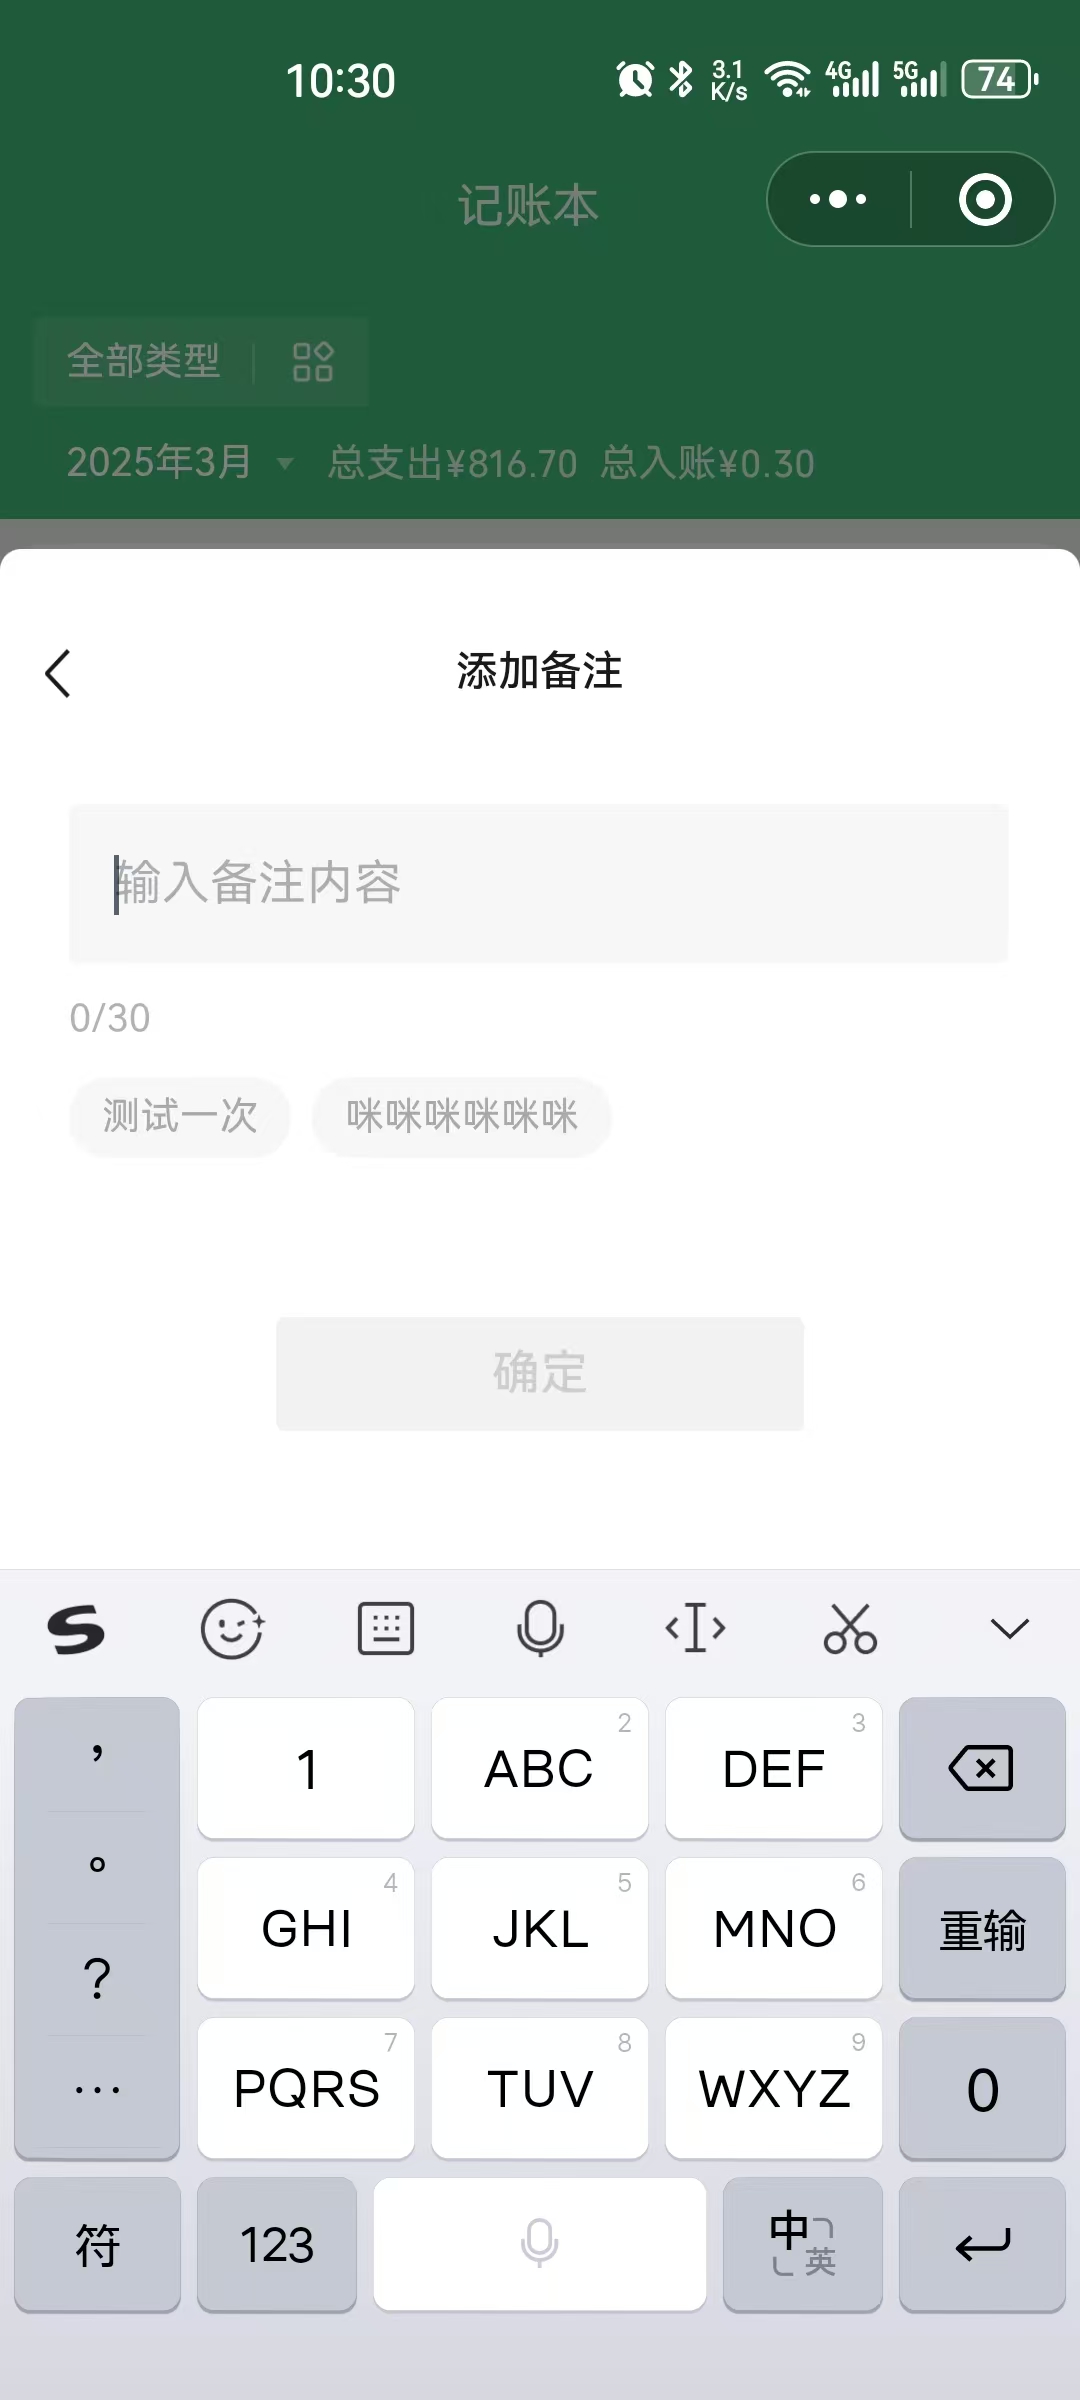 10:30 3.1 K/s 4G 5G 74
记账本
全部类型
2025年3月 总支出¥816.70 总入账¥0.30
添加备注
输入备注内容
0/30
测试一次 咪咪咪咪咪咪
确定
，
。
?
...
1
ABC 2
DEF 3
GHI 4
JKL 5
MNO 6
重输
PQRS 7
TUV 8
WXYZ 9
0
符 123 中 英